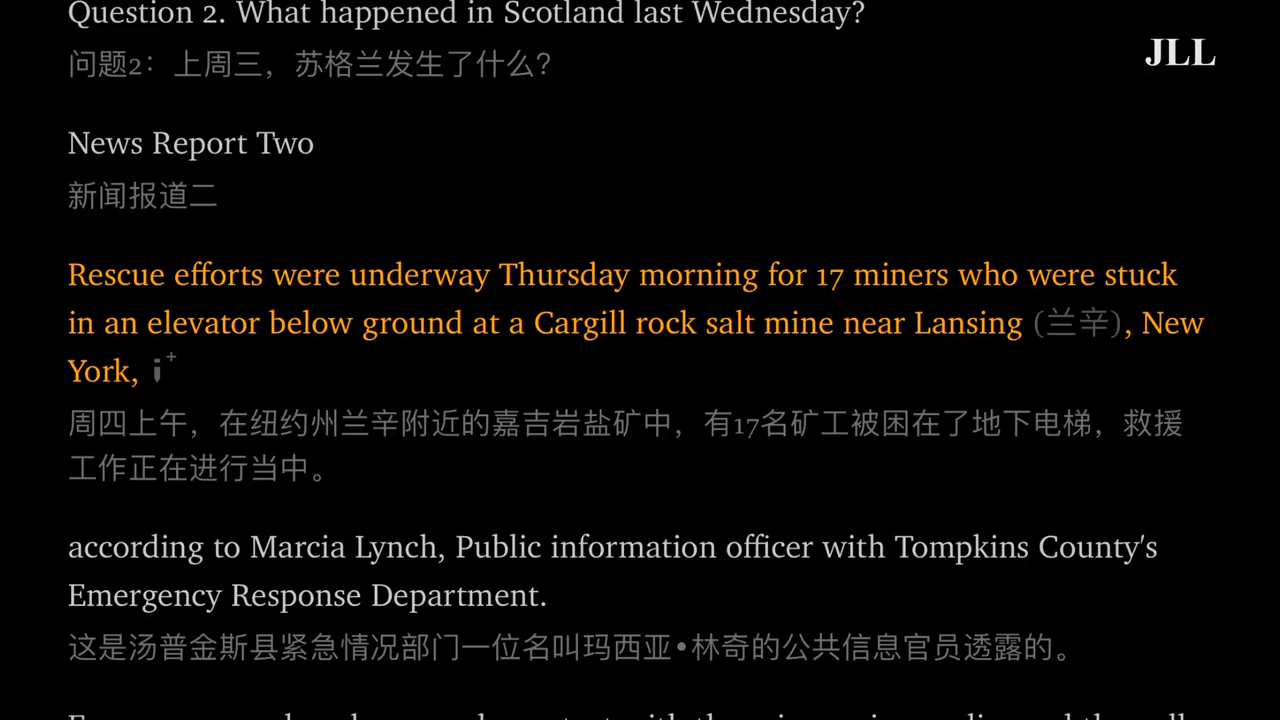 Question 2. What happened in Scotland last Wednesday?
问题2：上周三，苏格兰发生了什么？
JLL
News Report Two
新闻报道二
Rescue efforts were underway Thursday morning for 17 miners who were stuck
in an elevator below ground at a Cargill rock salt mine near Lansing (兰辛), New
York,
周四上午，在纽约州兰辛附近的嘉吉岩盐矿中，有17名矿工被困在了地下电梯，救援
工作正在进行当中。
according to Marcia Lynch, Public information officer with Tompkins County's
Emergency Response Department.
这是汤普金斯县紧急情况部门一位名叫玛西亚•林奇的公共信息官员透露的。